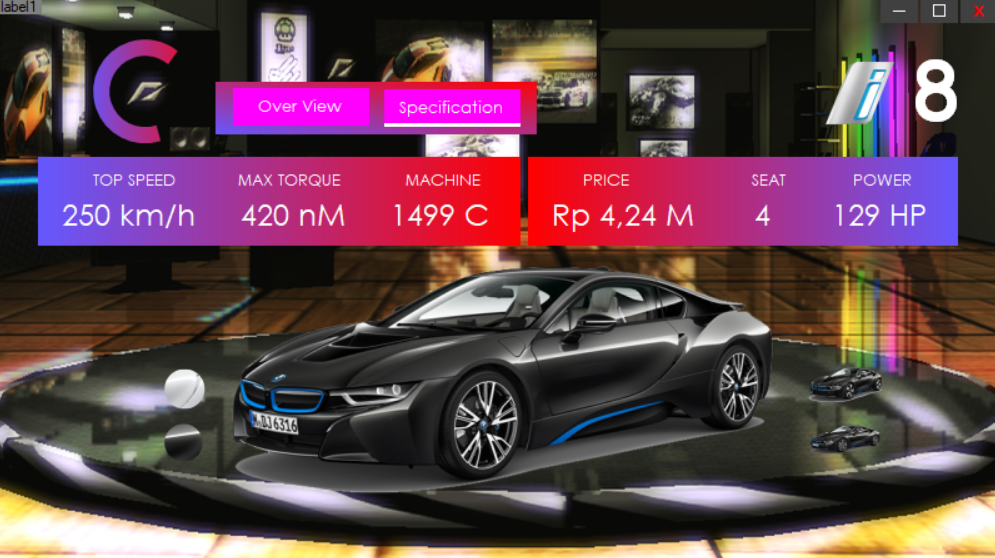 label1
X
i 8
Over View
Specification
TOP SPEED
MAX TORQUE
MACHINE
PRICE
SEAT
POWER
250 km/h
420 nM
1499 C
Rp 4,24 M
4
129 HP
M DJ 6316